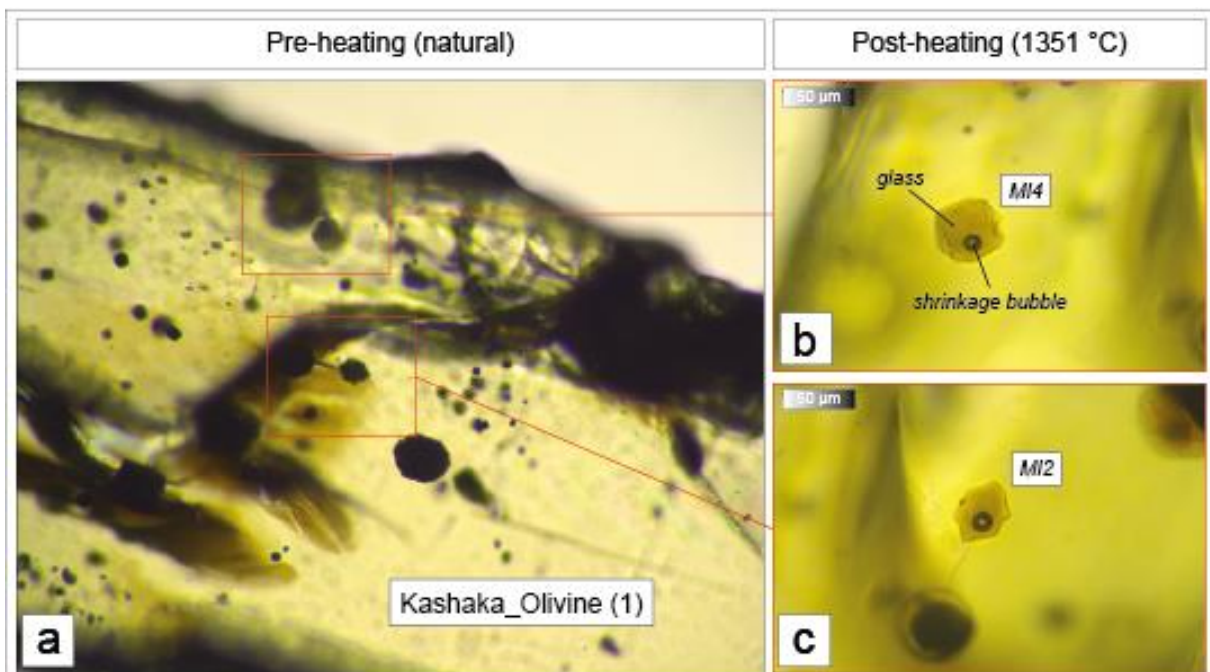 Pre-heating (natural)
Post-heating (1351 °C)
50 µm
glass
MI4
shrinkage bubble
b
50 µm
MI2
Kashaka_Olivine (1)
a
c